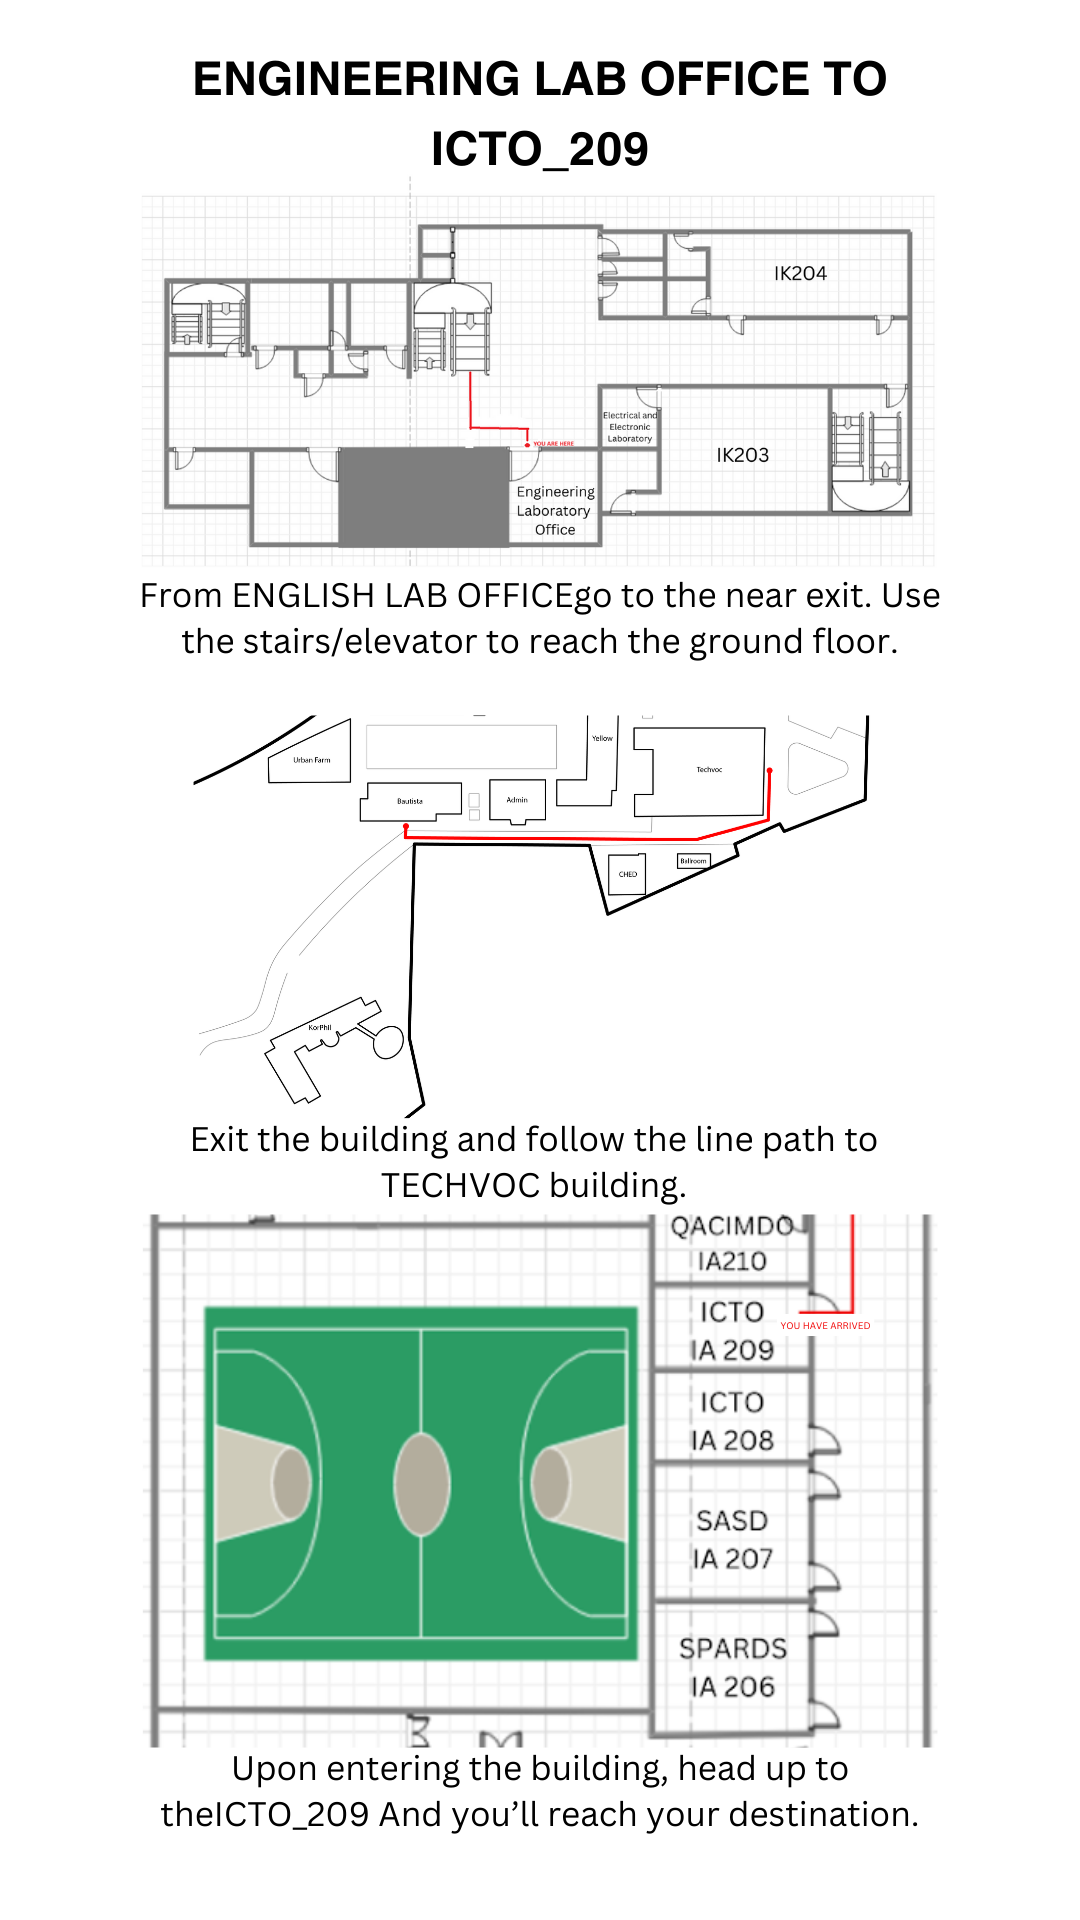 ENGINEERING LAB OFFICE TO
ICTO_209
IK204
Electrical and
Electronic
Laboratory
IK203
YOU ARE HERE
Engineering
Laboratory
Office
From ENGLISH LAB OFFICEgo to the near exit. Use
the stairs/elevator to reach the ground floor.
Urban Farm
Yellow
Techvoc
Bautista
Admin
CHED
Ballroom
KorPhil
Exit the building and follow the line path to
TECHVOC building.
QACIMDO
IA210
ICTO
IA 209
YOU HAVE ARRIVED
ICTO
IA 208
SASD
IA 207
SPARDS
IA 206
Upon entering the building, head up to
theICTO_209 And you’ll reach your destination.